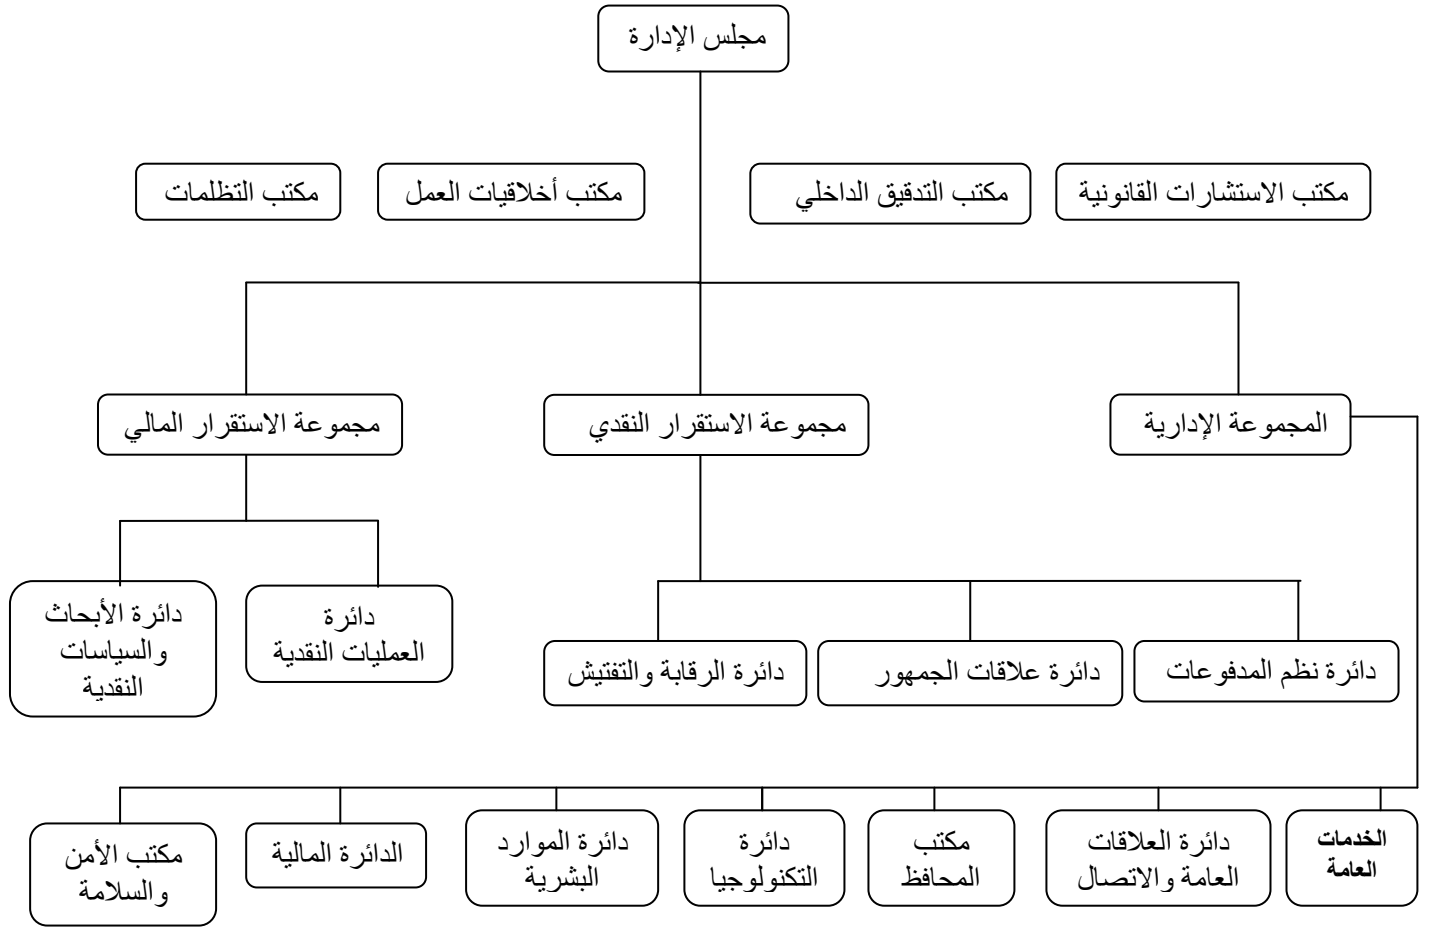 مجلس الإدارة
مكتب الاستشارات القانونية
مكتب التدقيق الداخلي
مكتب أخلاقيات العمل
مكتب التظلمات
المجموعة الإدارية
مجموعة الاستقرار النقدي
مجموعة الاستقرار المالي
دائرة
العمليات النقدية
دائرة الأبحاث
والسياسات
النقدية
دائرة نظم المدفوعات
دائرة علاقات الجمهور
دائرة الرقابة والتفتيش
الخدمات
العامة
دائرة العلاقات
العامة والاتصال
مكتب
المحافظ
دائرة
التكنولوجيا
دائرة الموارد
البشرية
الدائرة المالية
مكتب الأمن
والسلامة